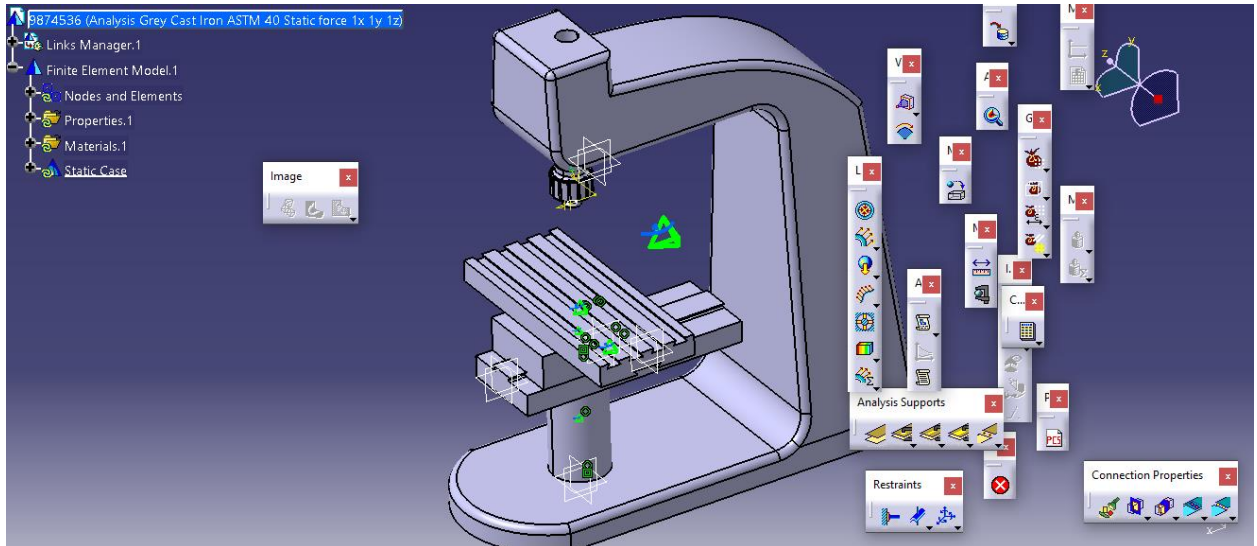 9874536 (Analysis Grey Cast Iron ASTM 40 Static force 1x 1y 1z)
Links Manager.1
Finite Element Model.1
Nodes and Elements
Properties.1
Materials.1
Static Case
Image
V...
A...
M...
G...
M...
L...
M...
A...
I...
C...
Analysis Supports
P...
PCS
Restraints
Connection Properties
z
y
x
x